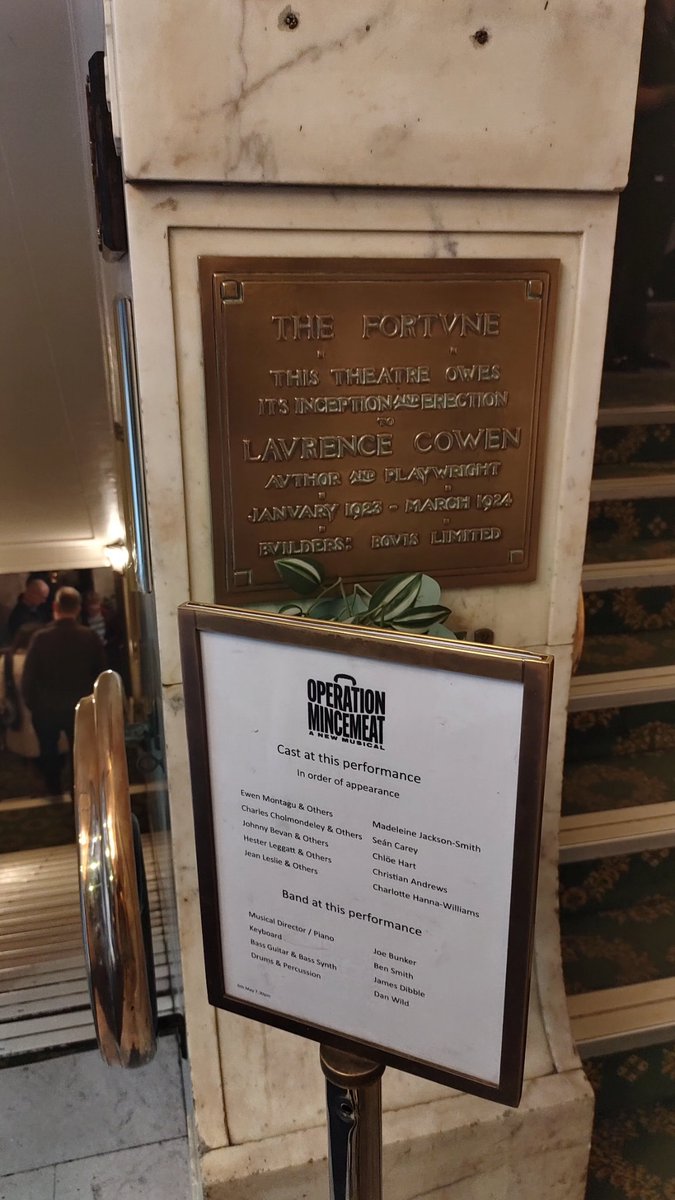 THE FORTVNE
THIS THEATRE OWES
ITS INCEPTION AND ERECTION
TO
LAVRENCE COWEN
AVTHOR AND PLAYWRIGHT
JANVARY 1923 - MARCH 1924
BVILDERS: BOVIS LIMITED
OPERATION
MINCEMEAT
A NEW MUSICAL
Cast at this performance
In order of appearance
Ewen Montagu & Others Madeleine Jackson-Smith
Charles Cholmondeley & Others Seán Carey
Johnny Bevan & Others Chlöe Hart
Hester Leggatt & Others Christian Andrews
Jean Leslie & Others Charlotte Hanna-Williams
Band at this performance
Musical Director / Piano Joe Bunker
Keyboard Ben Smith
Bass Guitar & Bass Synth James Dibble
Drums & Percussion Dan Wild
May 7.30pm